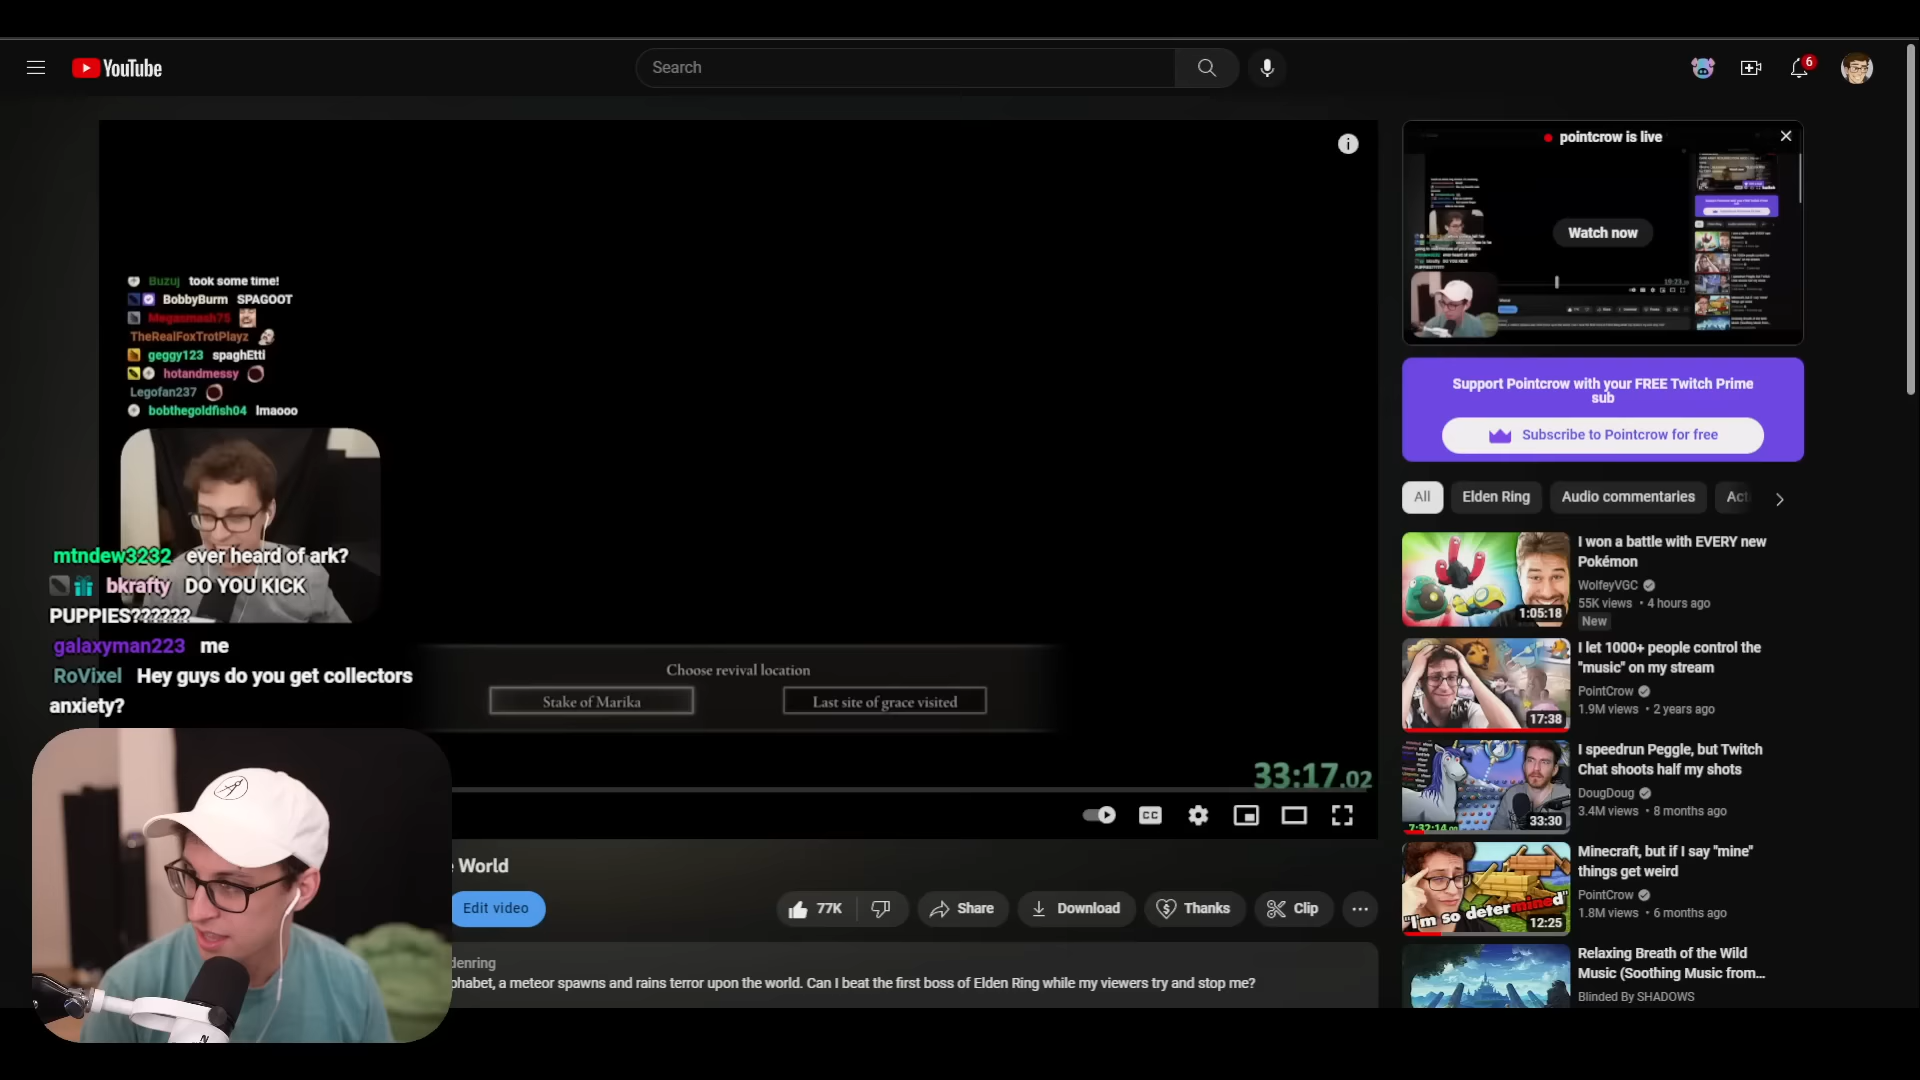 YouTube
Search
6
pointcrow is live
Watch now
Buzuj took some time!
BobbyBurm SPAGOOT
Megasmash75
TheRealFoxTrotPlayz
geggy123 spaghEtti
hotandmessy
Legofan237
bobthegoldfish04 lmaooo
mtndew3232 ever heard of ark?
bkrafty DO YOU KICK
PUPPIES??????
galaxyman223 me
RoVixel Hey guys do you get collectors
anxiety?
Choose revival location
Stake of Marika
Last site of grace visited
33:17.02
CC
e World
Edit video
77K
Share
Download
Thanks
Clip
denring
phabet, a meteor spawns and rains terror upon the world. Can I beat the first boss of Elden Ring while my viewers try and stop me?
Support Pointcrow with your FREE Twitch Prime
sub
Subscribe to Pointcrow for free
All
Elden Ring
Audio commentaries
Act
1:05:18
I won a battle with EVERY new
Pokémon
WolfeyVGC
55K views • 4 hours ago
New
17:38
I let 1000+ people control the
"music" on my stream
PointCrow
1.9M views • 2 years ago
7:32:14.00
33:30
I speedrun Peggle, but Twitch
Chat shoots half my shots
DougDoug
3.4M views • 8 months ago
"I'm so determined"
12:25
Minecraft, but if I say "mine"
things get weird
PointCrow
1.8M views • 6 months ago
Relaxing Breath of the Wild
Music (Soothing Music from...
Blinded By SHADOWS